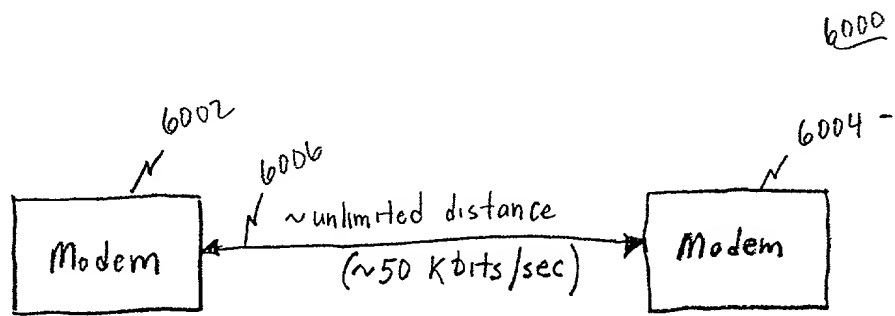 6000
6002
6004 -
6006
~unlimited distance
Modem
Modem
(~50 Kbits/sec)